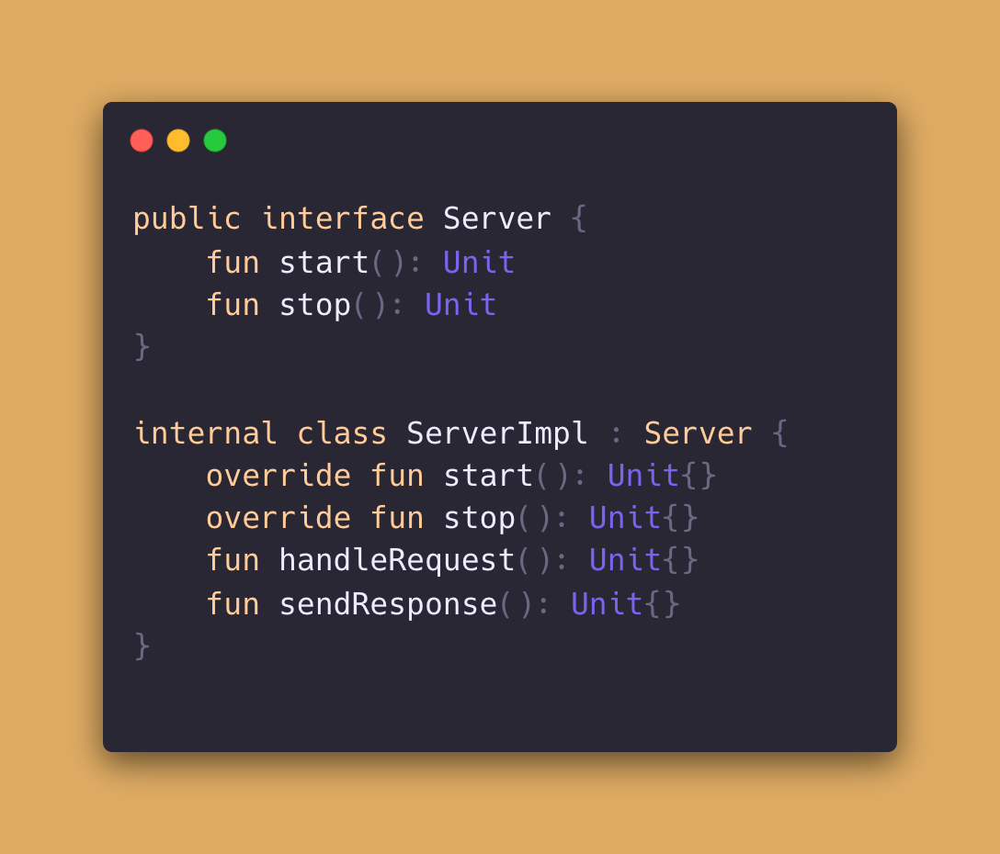 public interface Server {
    fun start(): Unit
    fun stop(): Unit
}

internal class ServerImpl : Server {
    override fun start(): Unit{}
    override fun stop(): Unit{}
    fun handleRequest(): Unit{}
    fun sendResponse(): Unit{}
}